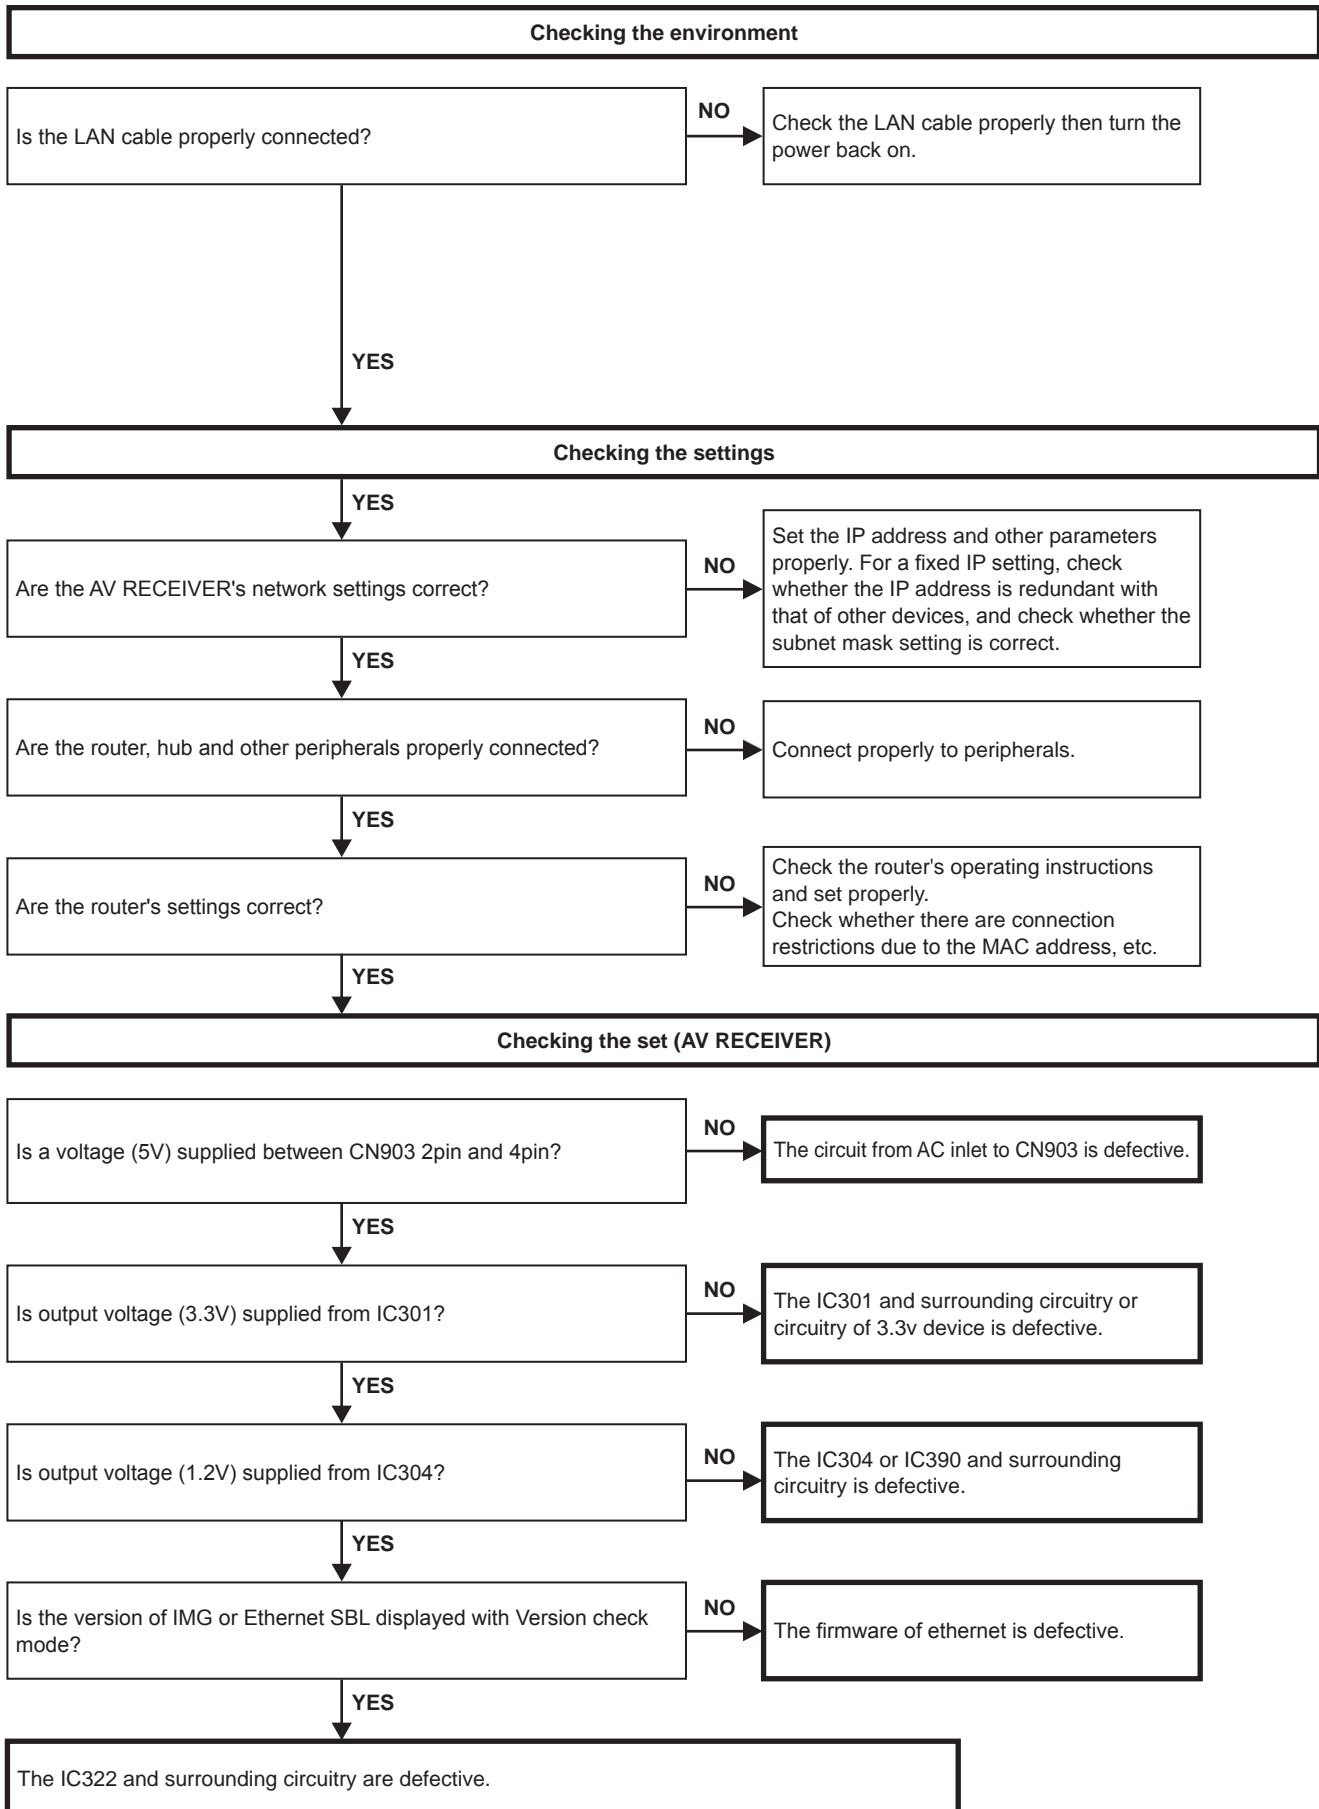 Checking the environment
Is the LAN cable properly connected?
NO
Check the LAN cable properly then turn the
power back on.
YES
Checking the settings
YES
Are the AV RECEIVER's network settings correct?
NO
Set the IP address and other parameters
properly. For a fixed IP setting, check
whether the IP address is redundant with
that of other devices, and check whether the
subnet mask setting is correct.
YES
Are the router, hub and other peripherals properly connected?
NO
Connect properly to peripherals.
YES
Are the router's settings correct?
NO
Check the router's operating instructions
and set properly.
Check whether there are connection
restrictions due to the MAC address, etc.
YES
Checking the set (AV RECEIVER)
Is a voltage (5V) supplied between CN903 2pin and 4pin?
NO
The circuit from AC inlet to CN903 is defective.
YES
Is output voltage (3.3V) supplied from IC301?
NO
The IC301 and surrounding circuitry or
circuitry of 3.3v device is defective.
YES
Is output voltage (1.2V) supplied from IC304?
NO
The IC304 or IC390 and surrounding
circuitry is defective.
YES
Is the version of IMG or Ethernet SBL displayed with Version check
mode?
NO
The firmware of ethernet is defective.
YES
The IC322 and surrounding circuitry are defective.